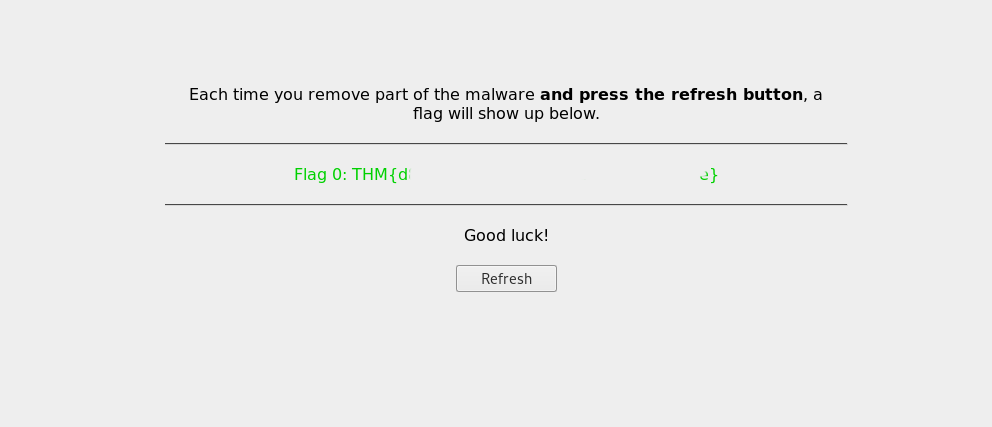 Each time you remove part of the malware and press the refresh button, a
flag will show up below.
Flag 0: THM{d
}
Good luck!
Refresh